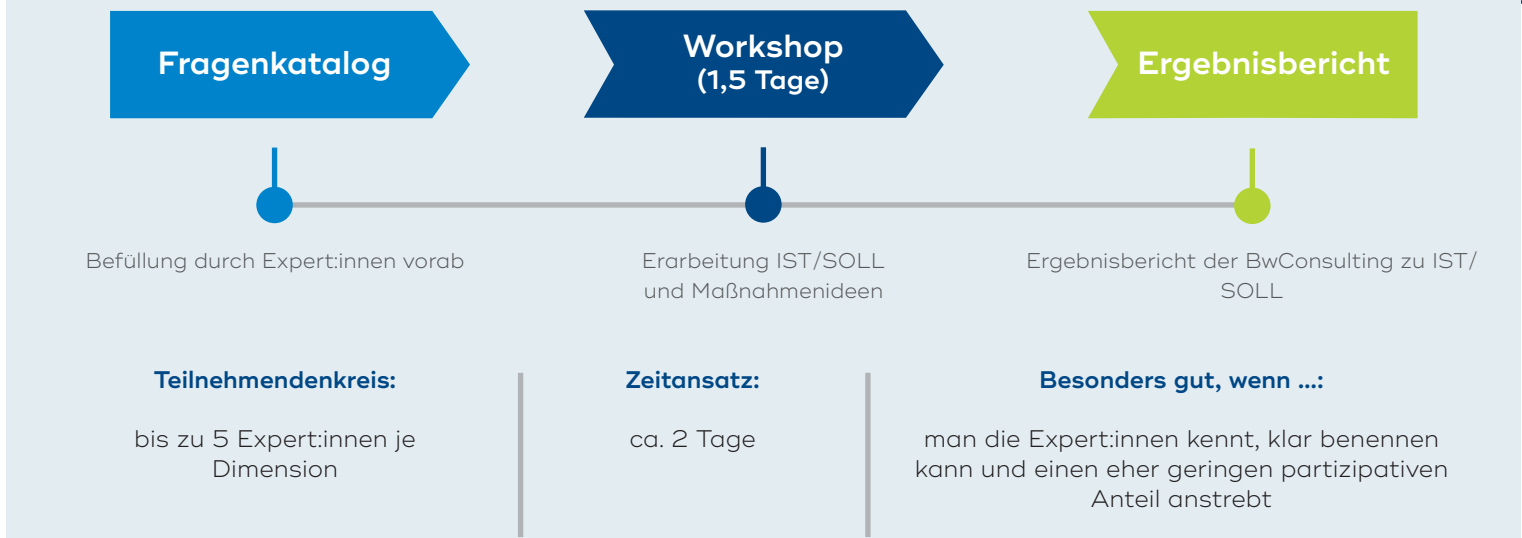 Fragenkatalog
Workshop
(1,5 Tage)
Ergebnisbericht
Befüllung durch Expert:innen vorab
Erarbeitung IST/SOLL
und Maßnahmenideen
Ergebnisbericht der BwConsulting zu IST/
SOLL
Teilnehmendenkreis:
bis zu 5 Expert:innen je
Dimension
Zeitansatz:
ca. 2 Tage
Besonders gut, wenn ...:
man die Expert:innen kennt, klar benennen
kann und einen eher geringen partizipativen
Anteil anstrebt